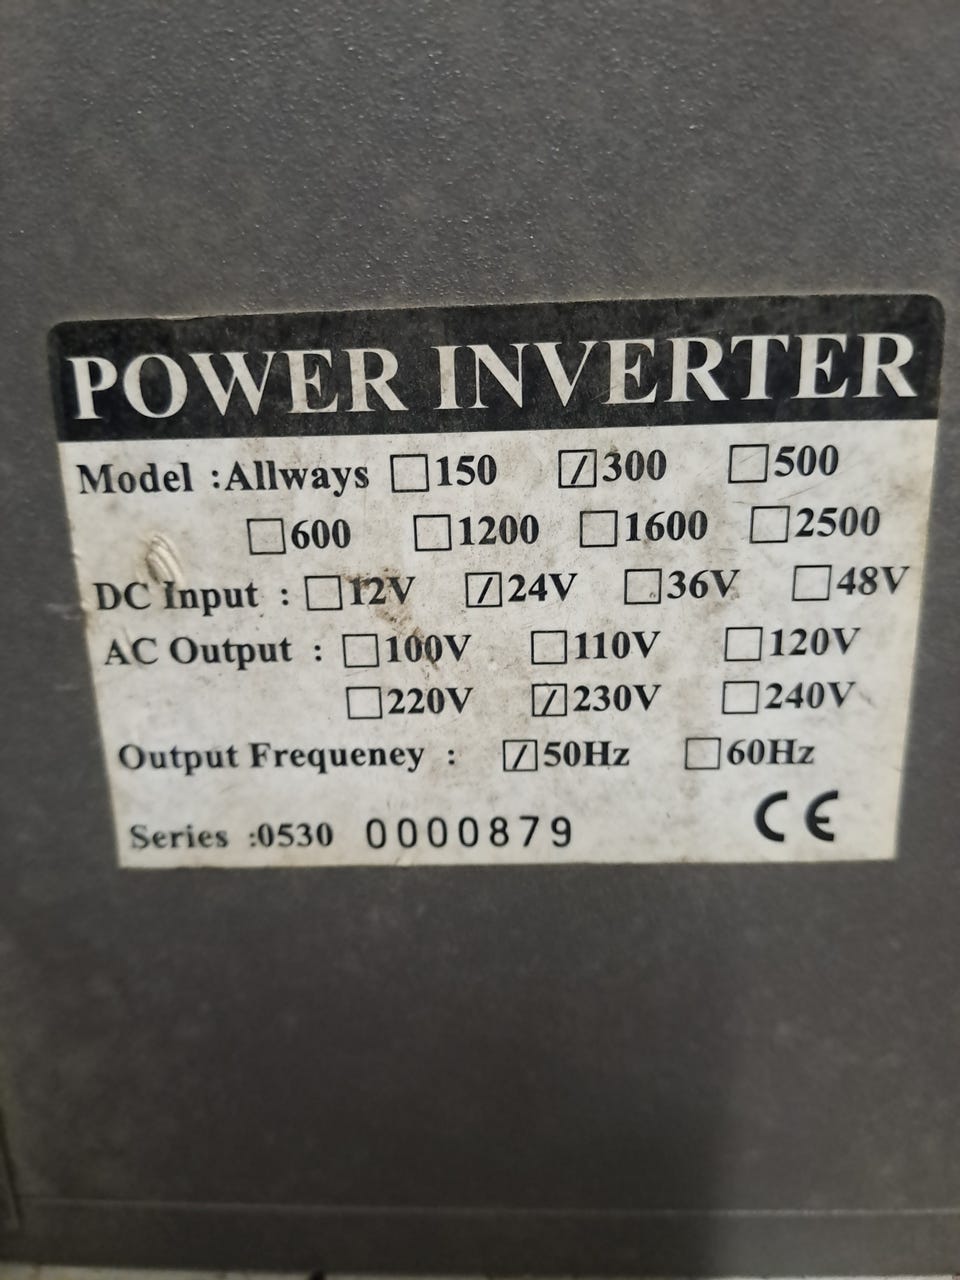 POWER INVERTER
Model :Allways ☐150 ☑300 ☐500
☐600 ☐1200 ☐1600 ☐2500
DC Input : ☐12V ☑24V ☐36V ☐48V
AC Output : ☐100V ☐110V ☐120V
☐220V ☑230V ☐240V
Output Frequeney : ☑50Hz ☐60Hz
Series :0530 0000879 CE